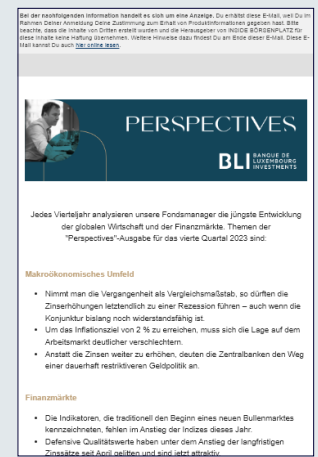 Bei der nachfolgenden Information handelt es sich um eine Anzeige. Du erhältst diese E-Mail, weil Du im
Rahmen Deiner Anmeldung Deine Zustimmung zum Erhalt von Produktinformationen gegeben hast. Bitte
beachte, dass die Inhalte von Dritten erstellt wurden und die Herausgeber von INSIDE BÖRSENPLATZ für
diese Inhalte keine Haftung übernehmen. Weitere Hinweise dazu findest Du am Ende dieser E-Mail. Diese E-
Mail kannst Du auch hier online lesen.
PERSPECTIVES
BLI BANQUE DE
LUXEMBOURG
INVESTMENTS
Jedes Vierteljahr analysieren unsere Fondsmanager die jüngste Entwicklung
der globalen Wirtschaft und der Finanzmärkte. Themen der
"Perspectives"-Ausgabe für das vierte Quartal 2023 sind:
Makroökonomisches Umfeld
• Nimmt man die Vergangenheit als Vergleichsmaßstab, so dürften die
Zinserhöhungen letztendlich zu einer Rezession führen – auch wenn die
Konjunktur bislang noch widerstandsfähig ist.
• Um das Inflationsziel von 2 % zu erreichen, muss sich die Lage auf dem
Arbeitsmarkt deutlicher verschlechtern.
• Anstatt die Zinsen weiter zu erhöhen, deuten die Zentralbanken den Weg
einer dauerhaft restriktiveren Geldpolitik an.
Finanzmärkte
• Die Indikatoren, die traditionell den Beginn eines neuen Bullenmarktes
kennzeichneten, fehlen im Anstieg der Indizes dieses Jahr.
• Defensive Qualitätswerte haben unter dem Anstieg der langfristigen
Zinssätze seit April gelitten und sind jetzt attraktiv